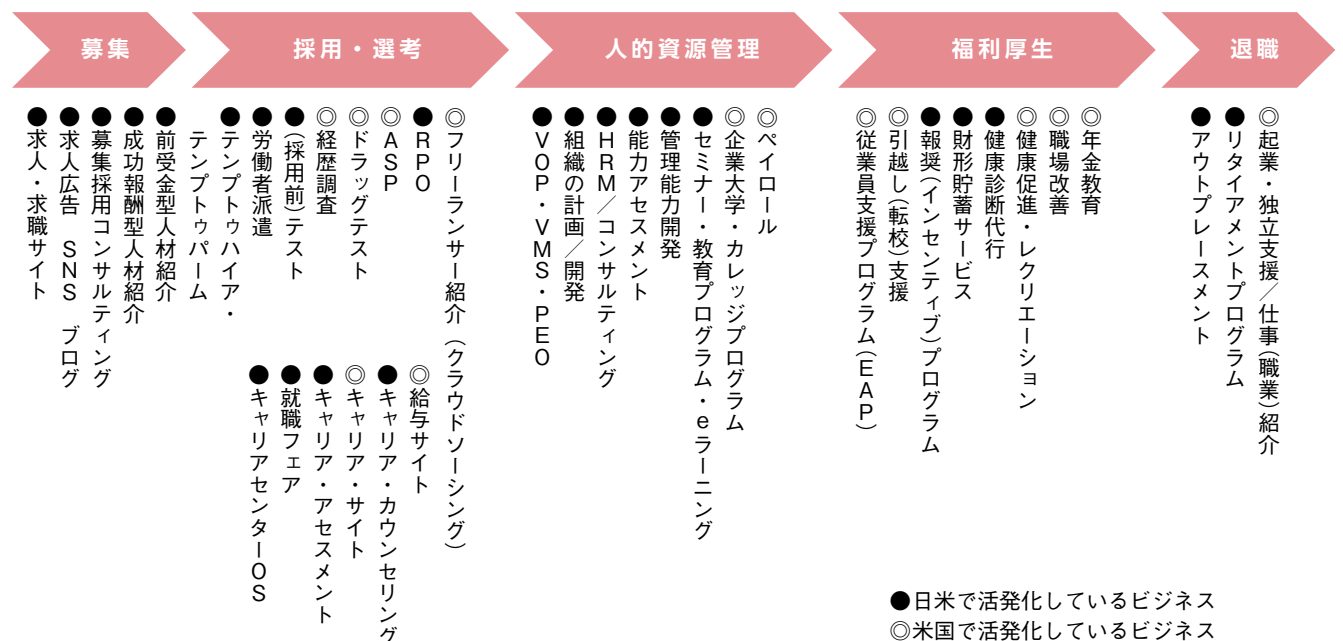 募集
採用・選考
人的資源管理
福利厚生
退職
●求人・求職サイト
●求人広告 SNS ブログ
●募集採用コンサルティング
●成功報酬型人材紹介
●前受金型人材紹介
●テンプトゥハイア・
テンプトゥパーム
●労働者派遣
●(採用前)テスト
◎経歴調査
◎ドラッグテスト
◎ASP
●RPO
◎フリーランサー紹介(クラウドソーシング)
●キャリアセンターOS
●就職フェア
●キャリア・アセスメント
◎キャリア・サイト
●キャリア・カウンセリング
◎給与サイト
●VOP・VMS・PEO
●組織の計画/開発
●HRM/コンサルティング
●能力アセスメント
●管理能力開発
●セミナー・教育プログラム・eラーニング
◎企業大学・カレッジプログラム
◎ペイロール
◎従業員支援プログラム(EAP)
◎引越し(転校)支援
●報奨(インセンティブ)プログラム
●財形貯蓄サービス
●健康診断代行
◎健康促進・レクリエーション
◎職場改善
◎年金教育
●アウトプレースメント
●リタイアメントプログラム
◎起業・独立支援/仕事(職業)紹介
●日米で活発化しているビジネス
◎米国で活発化しているビジネス